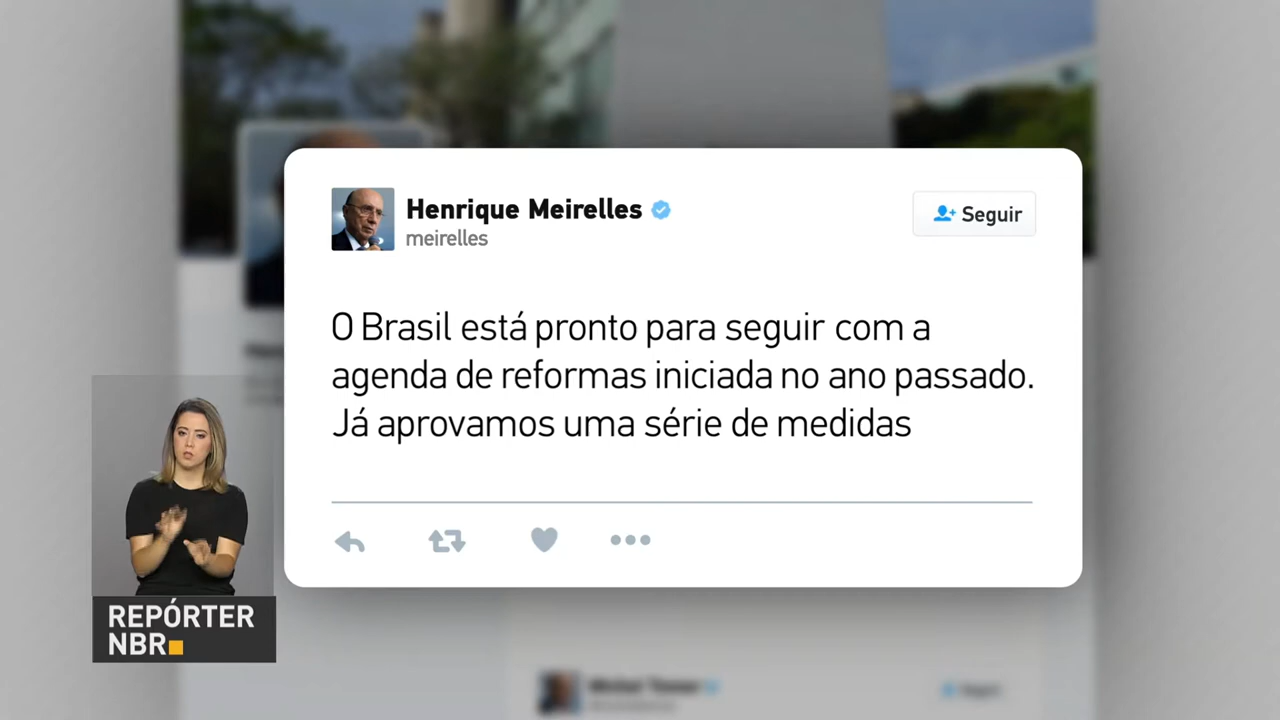 Henrique Meirelles
meirelles
Seguir
O Brasil está pronto para seguir com a
agenda de reformas iniciada no ano passado.
Já aprovamos uma série de medidas
REPÓRTER
NBR